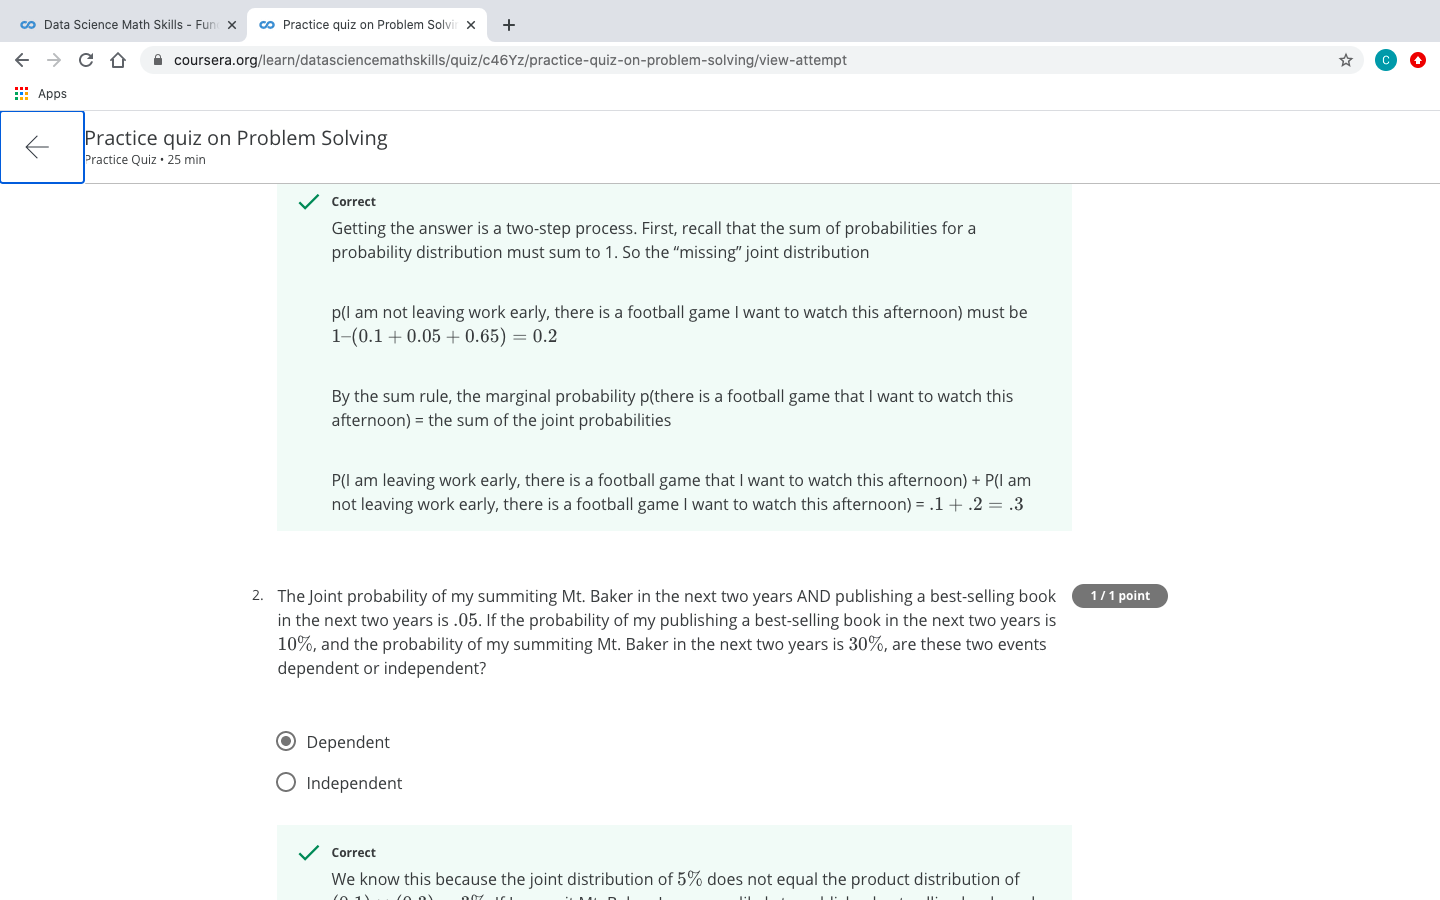 Data Science Math Skills - Fun
Practice quiz on Problem Solvi
coursera.org/learn/datasciencemathskills/quiz/c46Yz/practice-quiz-on-problem-solving/view-attempt
C
Apps
Practice quiz on Problem Solving
Practice Quiz • 25 min
Correct
Getting the answer is a two-step process. First, recall that the sum of probabilities for a
probability distribution must sum to 1. So the “missing” joint distribution
p(I am not leaving work early, there is a football game I want to watch this afternoon) must be
1–(0.1 + 0.05 + 0.65) = 0.2
By the sum rule, the marginal probability p(there is a football game that I want to watch this
afternoon) = the sum of the joint probabilities
P(I am leaving work early, there is a football game that I want to watch this afternoon) + P(I am
not leaving work early, there is a football game I want to watch this afternoon) = .1 + .2 = .3
2. The Joint probability of my summiting Mt. Baker in the next two years AND publishing a best-selling book
in the next two years is .05. If the probability of my publishing a best-selling book in the next two years is
10%, and the probability of my summiting Mt. Baker in the next two years is 30%, are these two events
dependent or independent?
1 / 1 point
Dependent
Independent
Correct
We know this because the joint distribution of 5% does not equal the product distribution of